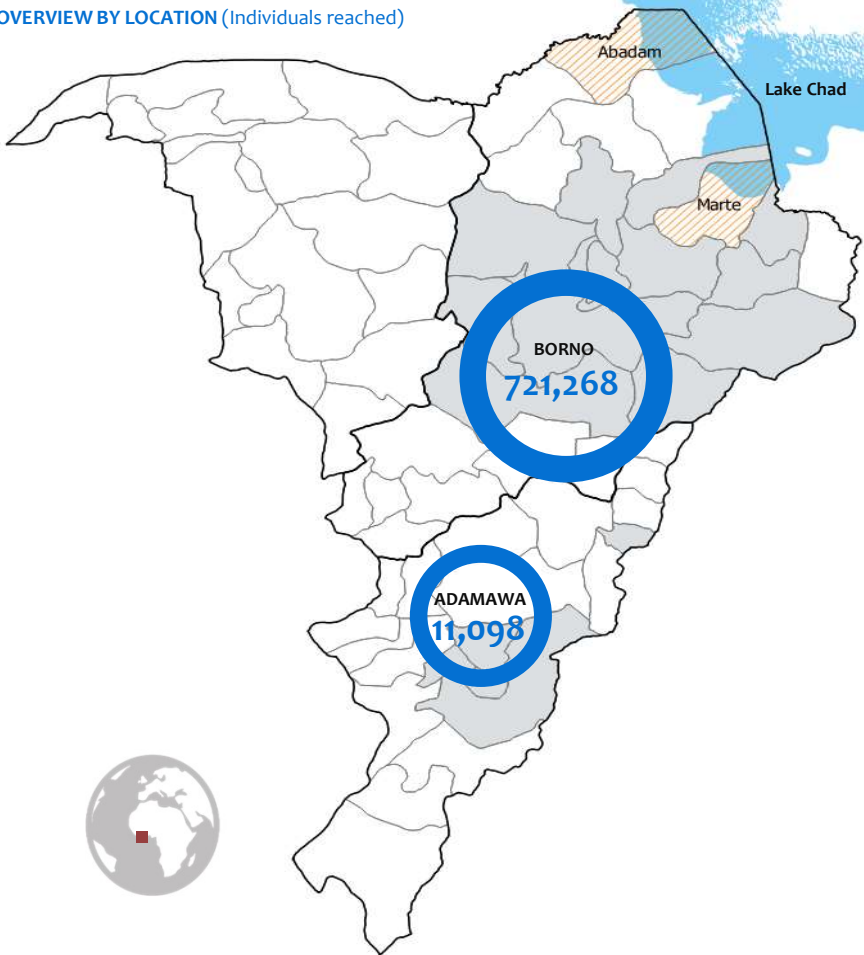 OVERVIEW BY LOCATION (Individuals reached)
Abadam
Lake Chad
Marte
BORNO
721,268
ADAMAWA
11,098